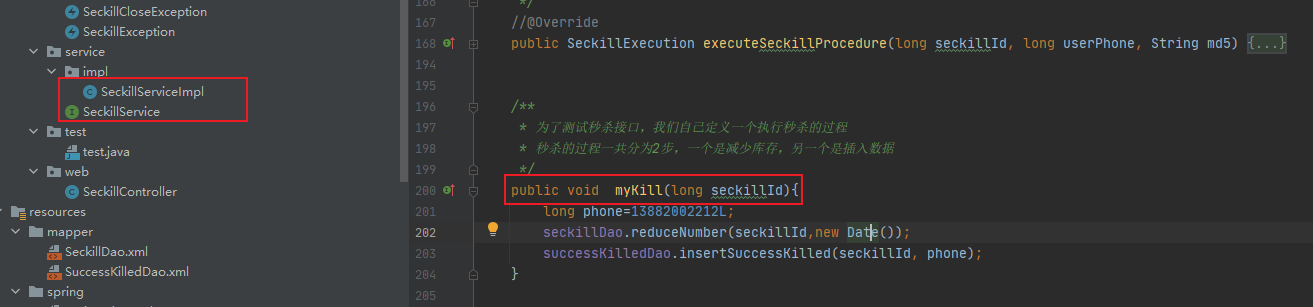 SeckillCloseException
SeckillException
service
impl
SeckillServiceImpl
SeckillService
test
test.java
web
SeckillController
resources
mapper
SeckillDao.xml
SuccessKilledDao.xml
spring
166 */
167 //@Override
168 public SeckillExecution executeSeckillProcedure(long seckillId, long userPhone, String md5) {...}
194
195
196 /**
197 * 为了测试秒杀接口，我们自己定义一个执行秒杀的过程
198 * 秒杀的过程一共分为2步，一个是减少库存，另一个是插入数据
199 */
200 public void myKill(long seckillId){
201 long phone=13882002212L;
202 seckillDao.reduceNumber(seckillId,new Date());
203 successKilledDao.insertSuccessKilled(seckillId, phone);
204 }
205